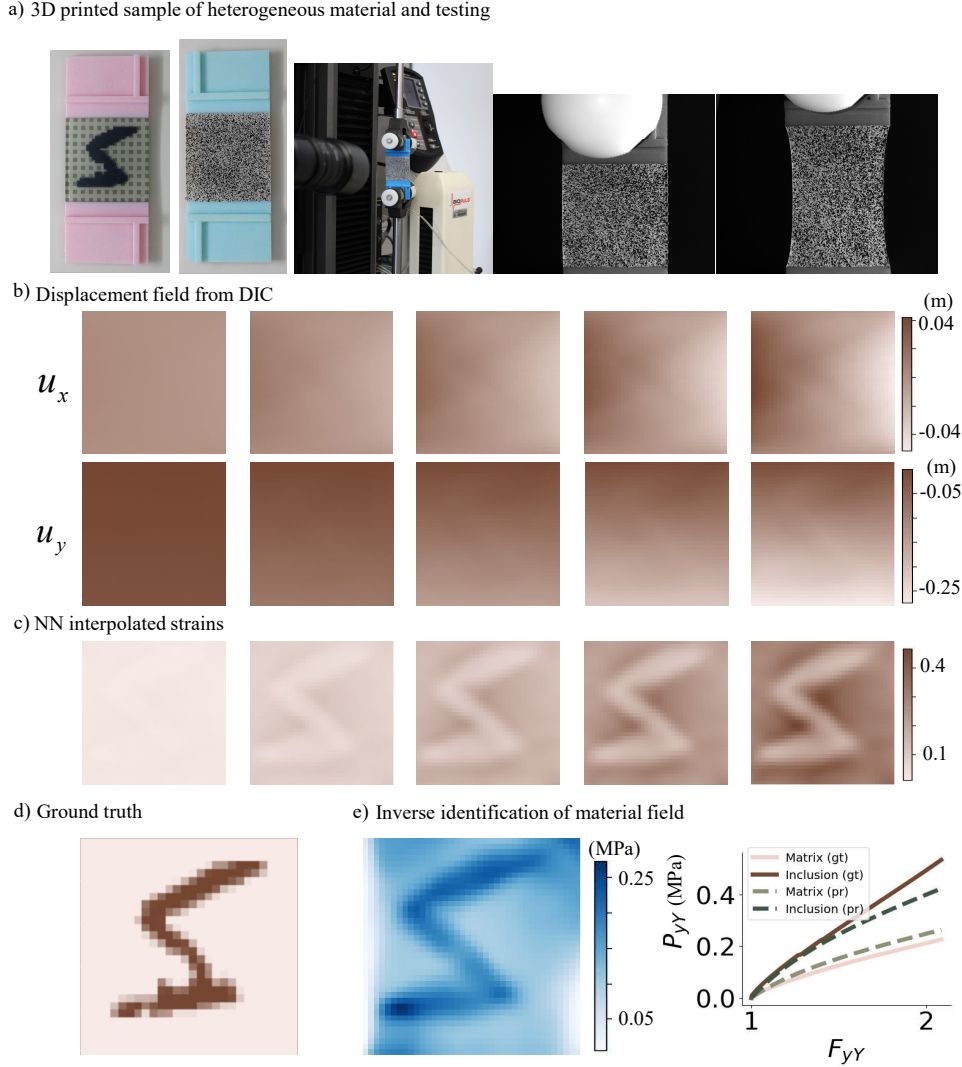 a) 3D printed sample of heterogeneous material and testing
b) Displacement field from DIC
(m)
0.04
-0.04
u_x
(m)
-0.05
-0.25
u_y
c) NN interpolated strains
0.4
0.1
d) Ground truth
e) Inverse identification of material field
(MPa)
0.25
0.05
Matrix (gt)
Inclusion (gt)
Matrix (pr)
Inclusion (pr)
P_yY (MPa)
0.4
0.2
0.0
1
2
F_yY